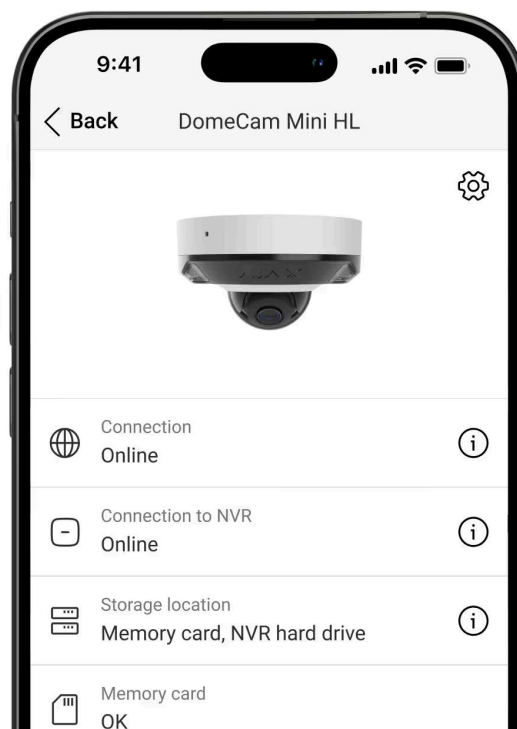 9:41
Back DomeCam Mini HL
AJAX
Connection
Online
Connection to NVR
Online
Storage location
Memory card, NVR hard drive
Memory card
OK